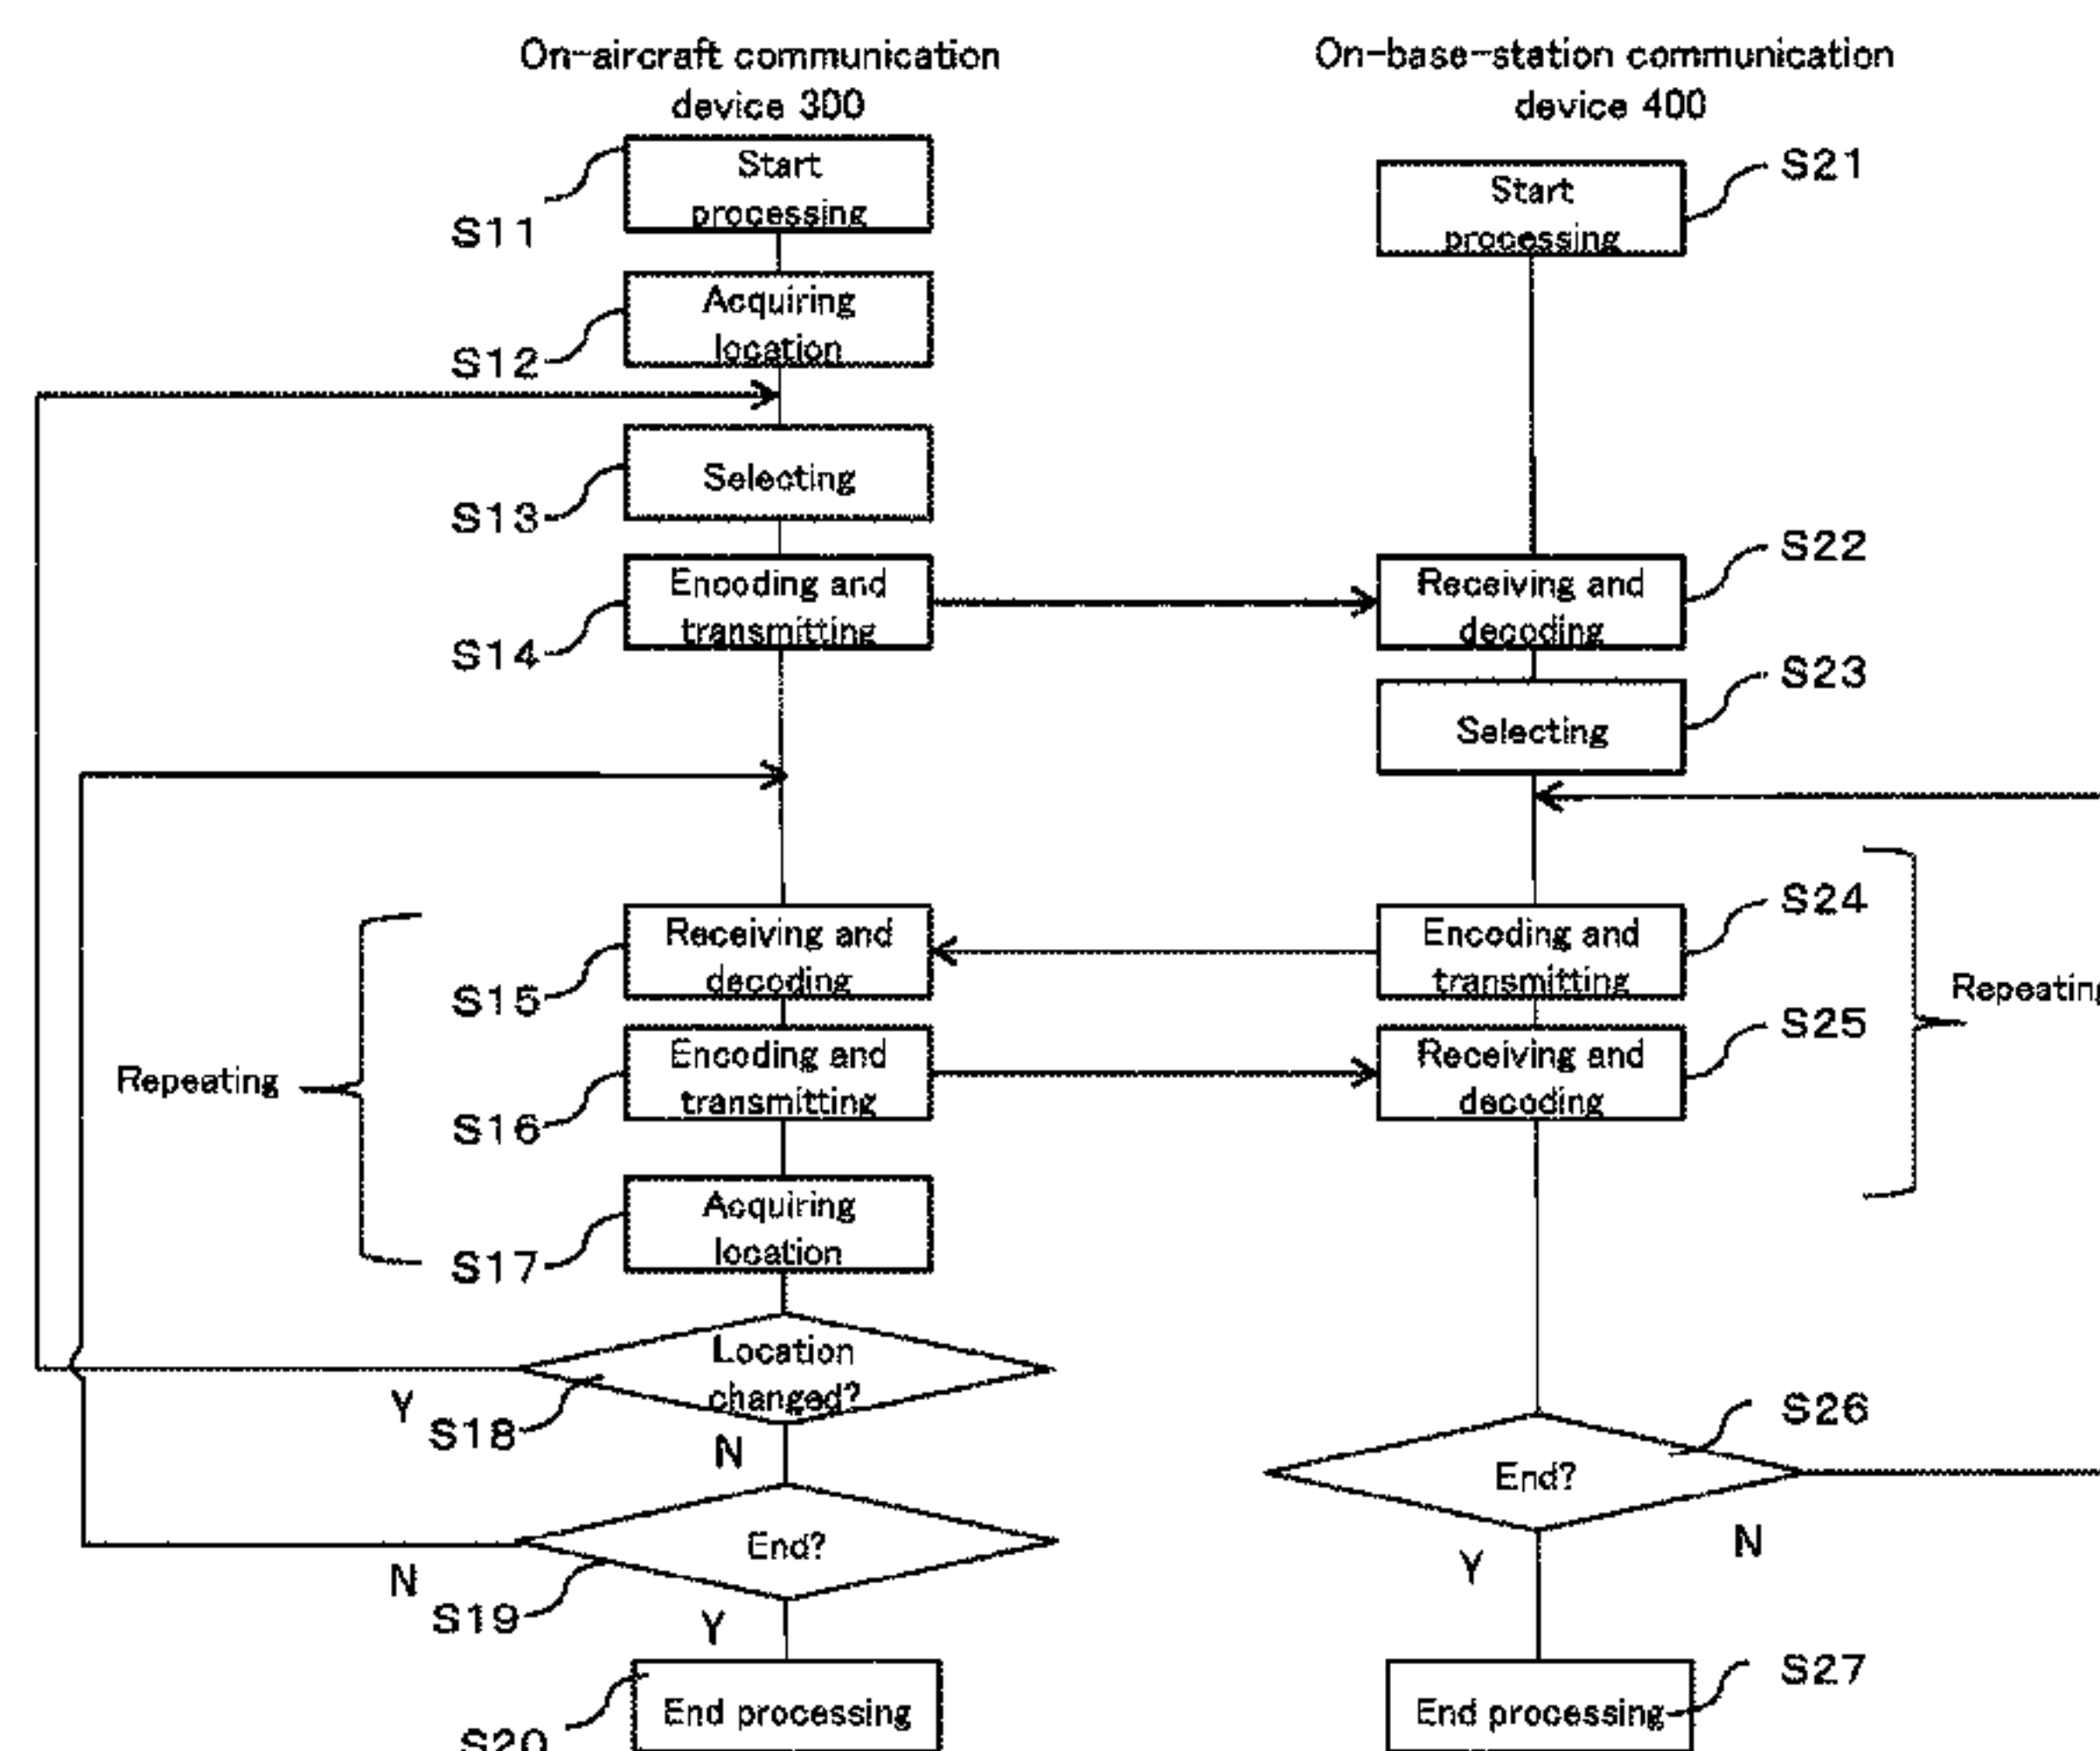 On-aircraft communication
device 300
On-base-station communication
device 400
Start
processing
S11
Start
processing
S21
Acquiring
location
S12
Selecting
S13
Encoding and
transmitting
S14
Receiving and
decoding
S22
Selecting
S23
Receiving and
decoding
S15
Encoding and
transmitting
S24
Repeating
Encoding and
transmitting
S16
Receiving and
decoding
S25
Repeating
Acquiring
location
S17
Location
changed?
Y
S18
N
End?
S26
N
Y
End?
N
S19
Y
End processing
S20
End processing
S27